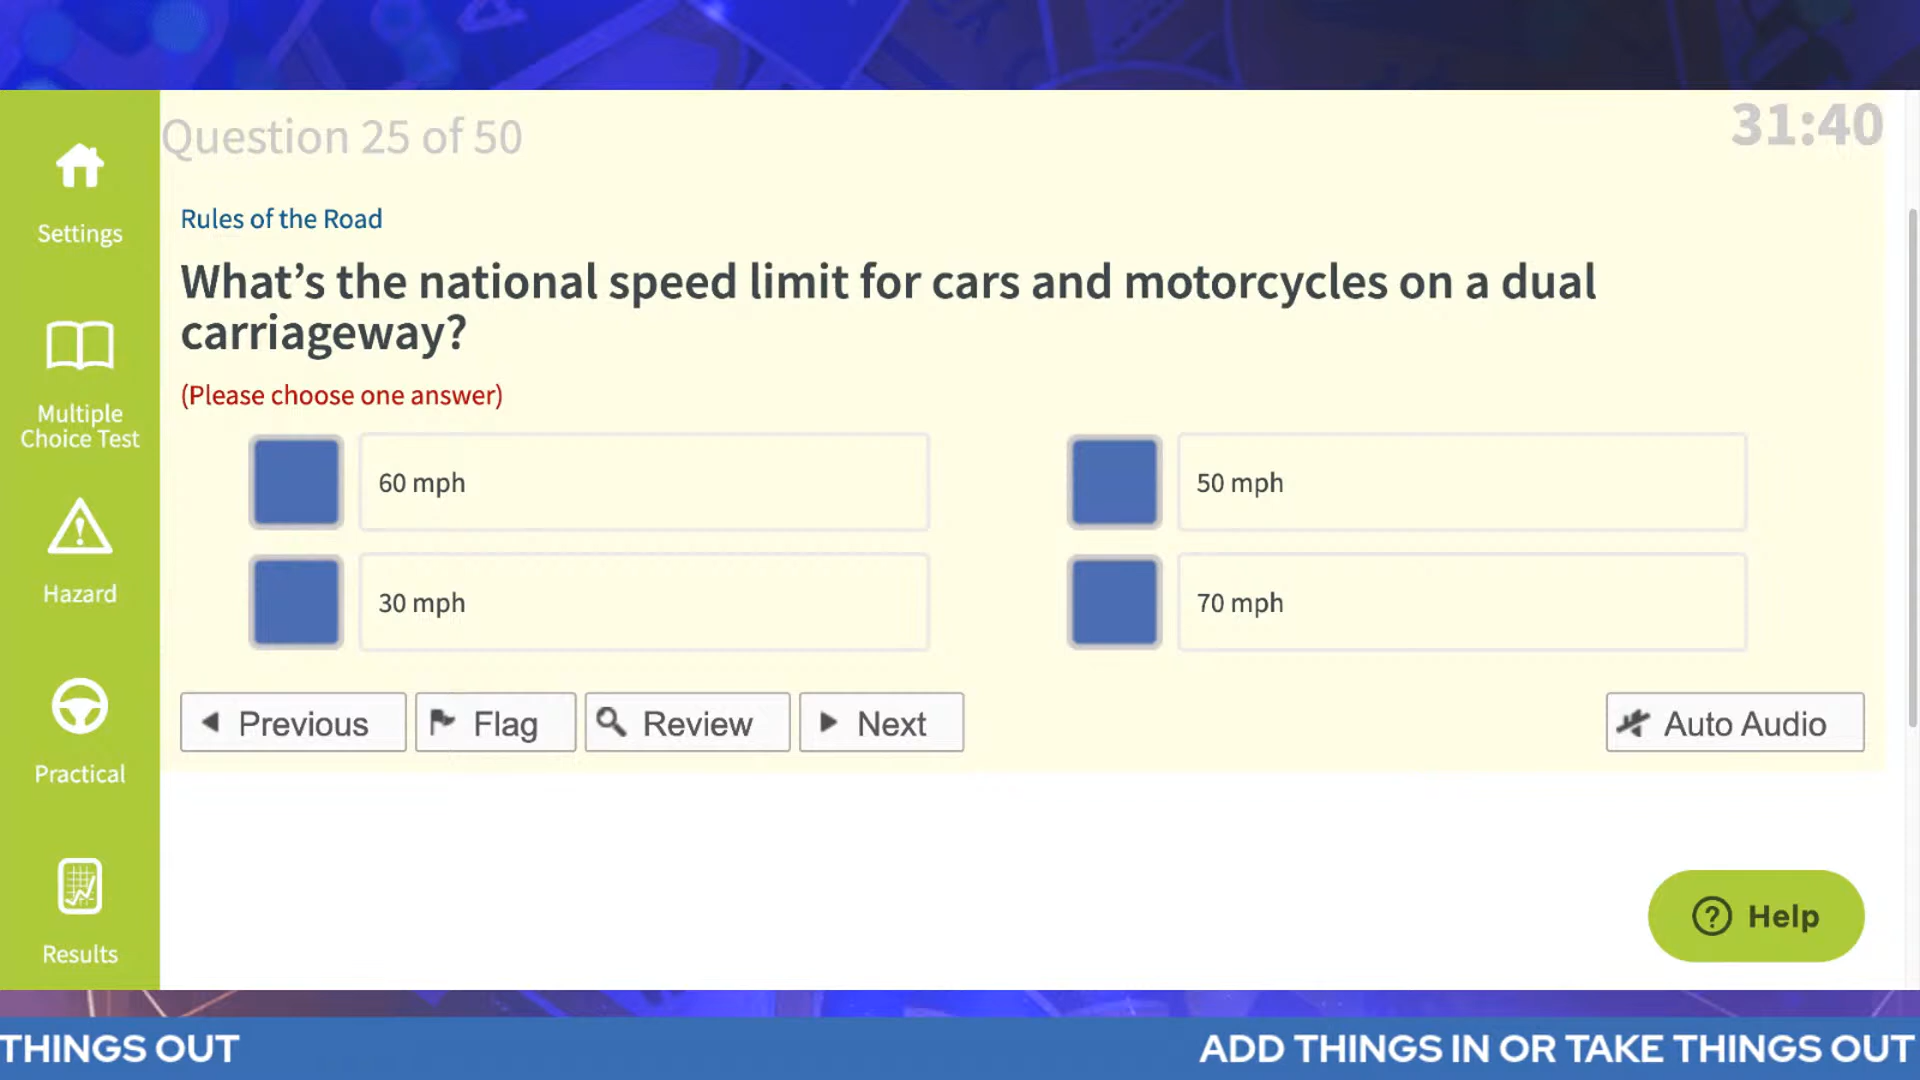 Question 25 of 50
31:40
Settings
Multiple
Choice Test
Hazard
Practical
Results
Rules of the Road
What’s the national speed limit for cars and motorcycles on a dual
carriageway?
(Please choose one answer)
60 mph
50 mph
30 mph
70 mph
Previous
Flag
Review
Next
Auto Audio
Help
THINGS OUT
ADD THINGS IN OR TAKE THINGS OUT